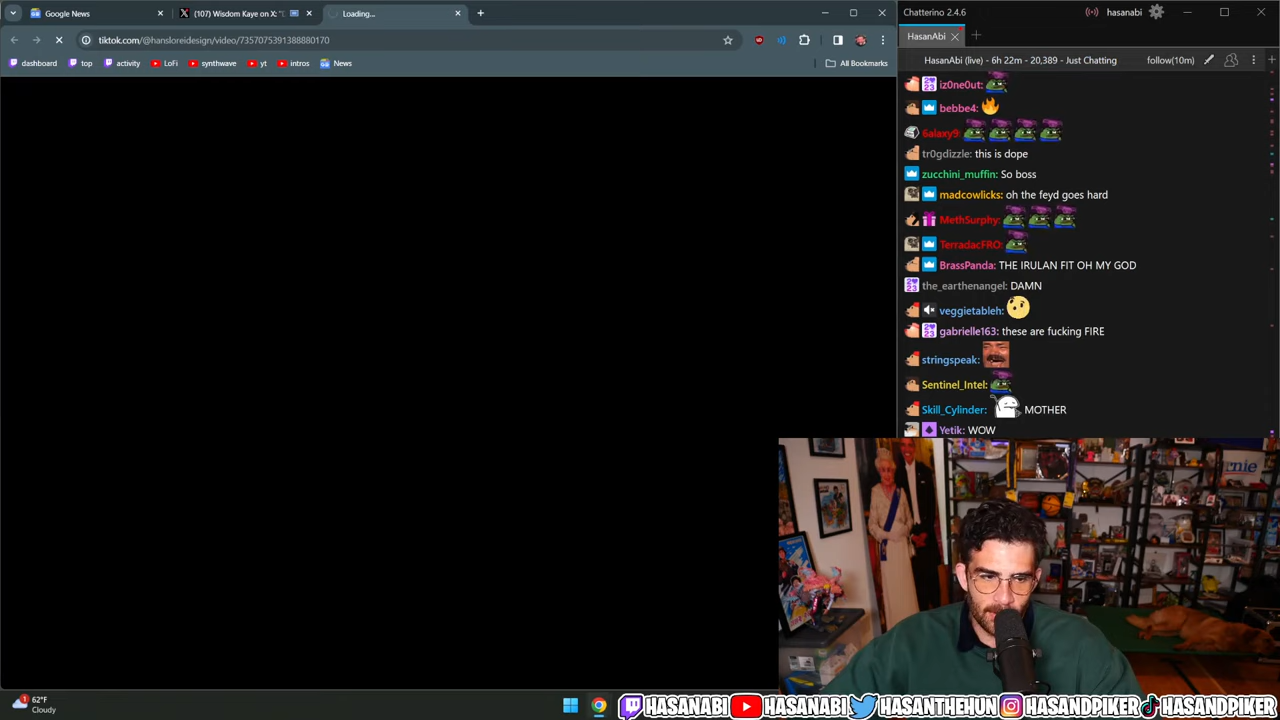 Google News
(107) Wisdom Kaye on X: "
Loading...
tiktok.com/@hansloreidesign/video/7357075391388880170
dashboard
top
activity
LoFi
synthwave
yt
intros
News
All Bookmarks
Chatterino 2.4.6
hasanabi
HasanAbi
HasanAbi (live) - 6h 22m - 20,389 - Just Chatting
follow(10m)
iz0ne0ut:
bebbe4:
6alaxy9:
tr0gdizzle: this is dope
zucchini_muffin: So boss
madcowlicks: oh the feyd goes hard
MethSurphy:
TerradacFRO:
BrassPanda: THE IRULAN FIT OH MY GOD
the_earthenangel: DAMN
veggietableh:
gabrielle163: these are fucking FIRE
stringspeak:
Sentinel_Intel:
Skill_Cylinder: MOTHER
Yetik: WOW
ernie
1
62°F
Cloudy
HASANABI
HASANABI
HASANTHEHUN
HASANDPIKER
HASANDPIKER